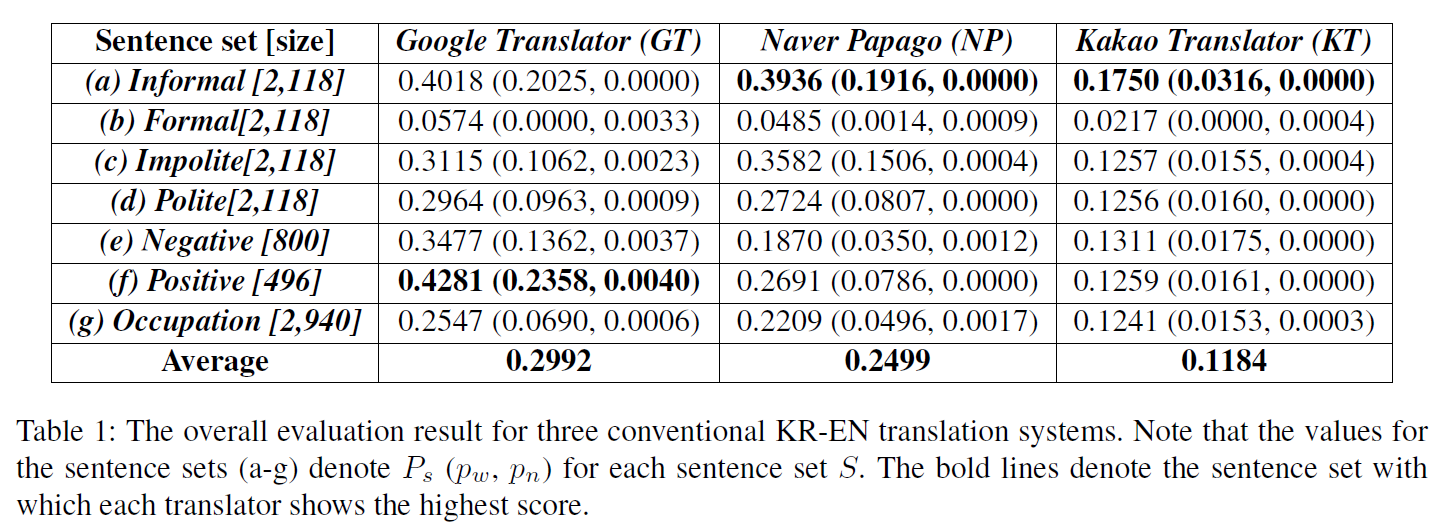 Sentence set [size] Google Translator (GT) Naver Papago (NP) Kakao Translator (KT)
(a) Informal [2,118] 0.4018 (0.2025, 0.0000) 0.3936 (0.1916, 0.0000) 0.1750 (0.0316, 0.0000)
(b) Formal[2,118] 0.0574 (0.0000, 0.0033) 0.0485 (0.0014, 0.0009) 0.0217 (0.0000, 0.0004)
(c) Impolite[2,118] 0.3115 (0.1062, 0.0023) 0.3582 (0.1506, 0.0004) 0.1257 (0.0155, 0.0004)
(d) Polite[2,118] 0.2964 (0.0963, 0.0009) 0.2724 (0.0807, 0.0000) 0.1256 (0.0160, 0.0000)
(e) Negative [800] 0.3477 (0.1362, 0.0037) 0.1870 (0.0350, 0.0012) 0.1311 (0.0175, 0.0000)
(f) Positive [496] 0.4281 (0.2358, 0.0040) 0.2691 (0.0786, 0.0000) 0.1259 (0.0161, 0.0000)
(g) Occupation [2,940] 0.2547 (0.0690, 0.0006) 0.2209 (0.0496, 0.0017) 0.1241 (0.0153, 0.0003)
Average 0.2992 0.2499 0.1184
Table 1: The overall evaluation result for three conventional KR-EN translation systems. Note that the values for
the sentence sets (a-g) denote Ps (pw, pn) for each sentence set S. The bold lines denote the sentence set with
which each translator shows the highest score.